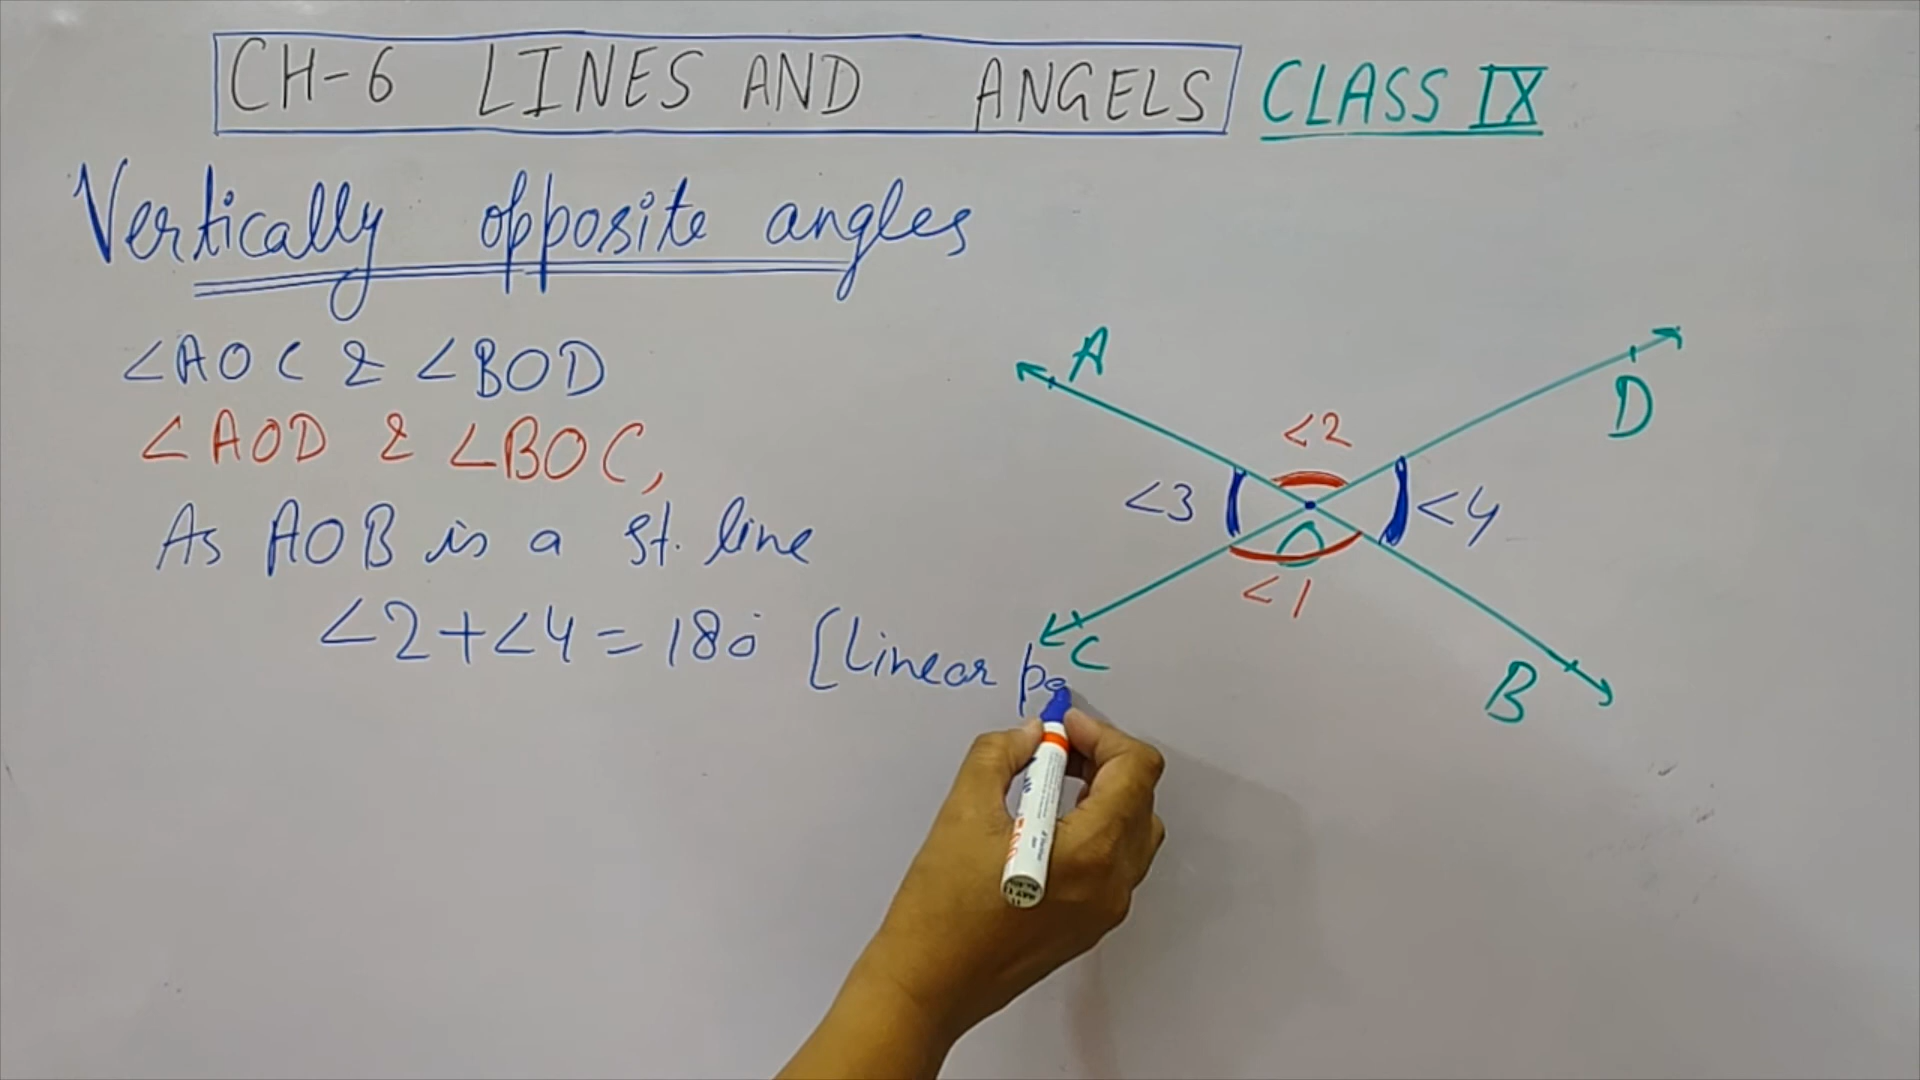 CH-6 LINES AND ANGELS CLASS IX
Vertically opposite angles
∠AOC & ∠BOD
∠AOD & ∠BOC,
As AOB is a st. line
∠2+∠4=180° [Linear pa
A
D
∠2
∠3
∠4
O
∠1
C
B